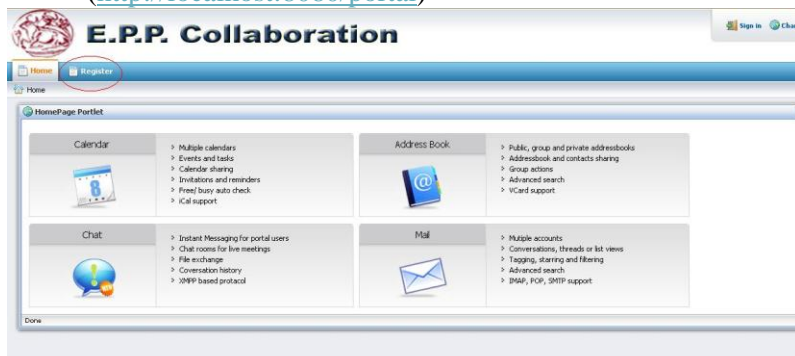 E.P.P. Collaboration
Sign in
Home
Register
Home
HomePage Portlet
Calendar
8
> Multiple calendars
> Events and tasks
> Calendar sharing
> Invitations and reminders
> Free/ busy auto check
> iCal support
Address Book
@
> Public, group and private addressbooks
> Addressbook and contacts sharing
> Group actions
> Advanced search
> VCard support
Chat
> Instant Messaging for portal users
> Chat rooms for live meetings
> File exchange
> Coversation history
> XMPP based protacol
Mail
> Mutiple accounts
> Conversations, threads or list views
> Tagging, starring and filtering
> Advanced search
> IMAP, POP, SMTP support
Done